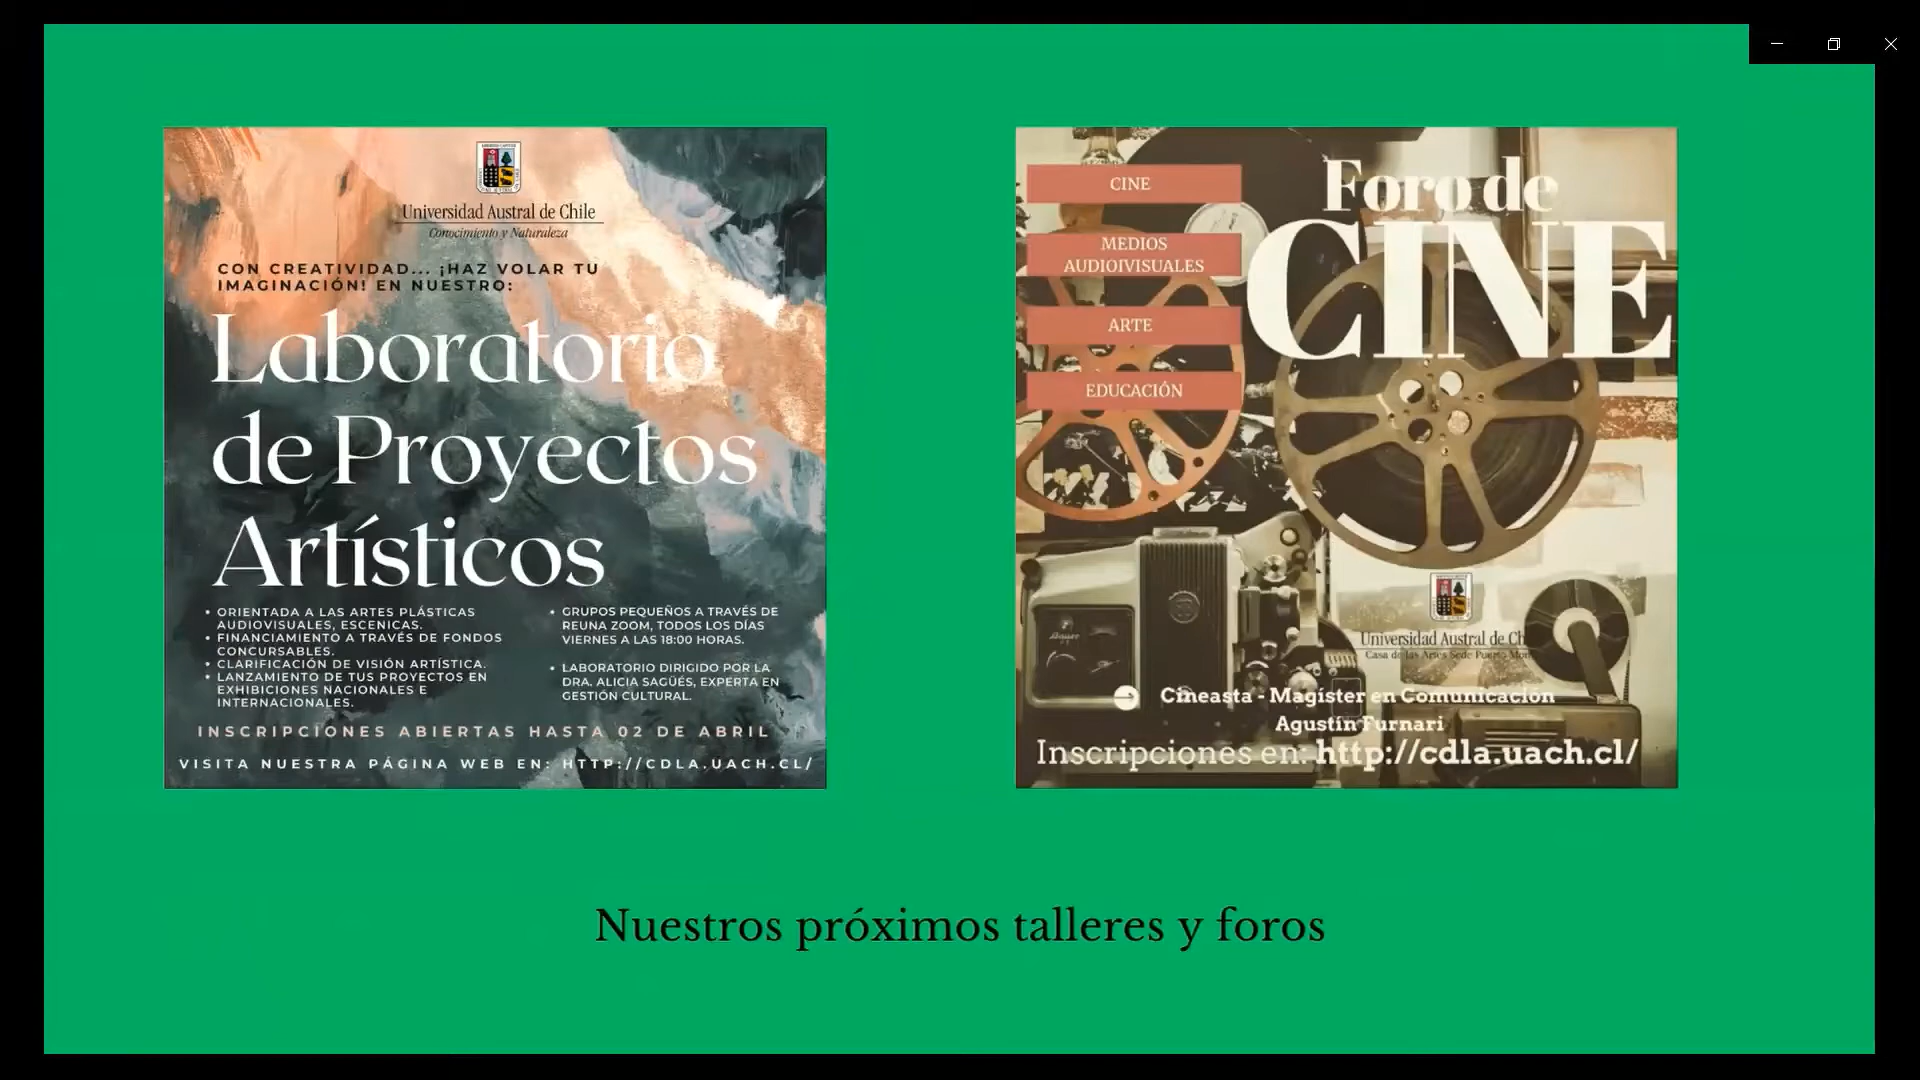 Universidad Austral de Chile
Conocimiento y Naturaleza
CON CREATIVIDAD... ¡HAZ VOLAR TU
IMAGINACIÓN! EN NUESTRO:
Laboratorio
de Proyectos
Artísticos
• ORIENTADA A LAS ARTES PLÁSTICAS
AUDIOVISUALES, ESCENICAS.
• FINANCIAMIENTO A TRAVÉS DE FONDOS
CONCURSABLES.
• CLARIFICACIÓN DE VISIÓN ARTÍSTICA.
• LANZAMIENTO DE TUS PROYECTOS EN
EXHIBICIONES NACIONALES E
INTERNACIONALES.
• GRUPOS PEQUEÑOS A TRAVÉS DE
REUNA ZOOM, TODOS LOS DÍAS
VIERNES A LAS 18:00 HORAS.
• LABORATORIO DIRIGIDO POR LA
DRA. ALICIA SAGÜÉS, EXPERTA EN
GESTIÓN CULTURAL.
INSCRIPCIONES ABIERTAS HASTA 02 DE ABRIL
VISITA NUESTRA PÁGINA WEB EN: HTTP://CDLA.UACH.CL/
Foro de
CINE
CINE
MEDIOS
AUDIOIVISUALES
ARTE
EDUCACIÓN
Universidad Austral de Ch
Casa de las Artes Sede Puerto Mon
Cineasta - Magíster en Comunicación
Agustín Furnari
Inscripciones en: http://cdla.uach.cl/
Nuestros próximos talleres y foros